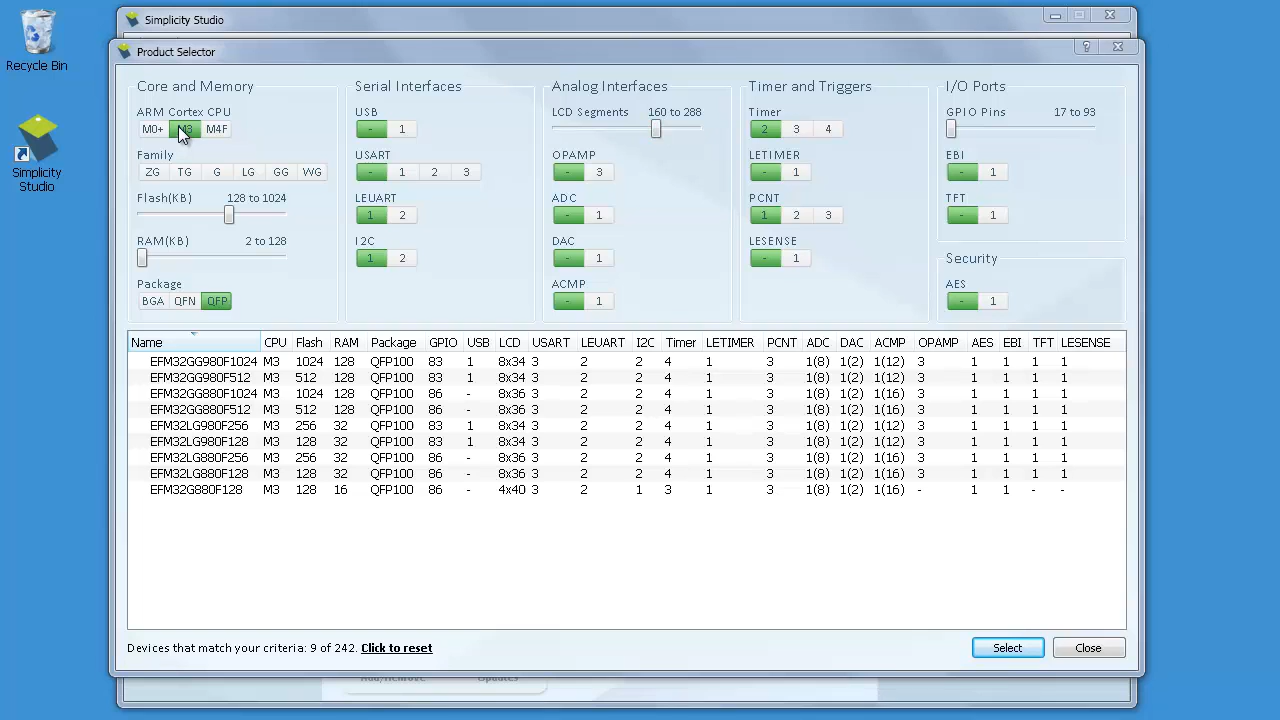 Recycle Bin
Simplicity Studio
Simplicity Studio
Product Selector
Core and Memory
ARM Cortex CPU
M0+ M3 M4F
Family
ZG TG G LG GG WG
Flash(KB) 128 to 1024
RAM(KB) 2 to 128
Package
BGA QFN QFP
Serial Interfaces
USB
- 1
USART
- 1 2 3
LEUART
1 2
I2C
1 2
Analog Interfaces
LCD Segments 160 to 288
OPAMP
- 3
ADC
- 1
DAC
- 1
ACMP
- 1
Timer and Triggers
Timer
2 3 4
LETIMER
- 1
PCNT
1 2 3
LESENSE
- 1
I/O Ports
GPIO Pins 17 to 93
EBI
- 1
TFT
- 1
Security
AES
- 1
Name CPU Flash RAM Package GPIO USB LCD USART LEUART I2C Timer LETIMER PCNT ADC DAC ACMP OPAMP AES EBI TFT LESENSE
EFM32GG980F1024 M3 1024 128 QFP100 83 1 8x34 3 2 2 4 1 3 1(8) 1(2) 1(12) 3 1 1 1 1
EFM32GG980F512 M3 512 128 QFP100 83 1 8x34 3 2 2 4 1 3 1(8) 1(2) 1(12) 3 1 1 1 1
EFM32GG880F1024 M3 1024 128 QFP100 86 - 8x36 3 2 2 4 1 3 1(8) 1(2) 1(16) 3 1 1 1 1
EFM32GG880F512 M3 512 128 QFP100 86 - 8x36 3 2 2 4 1 3 1(8) 1(2) 1(16) 3 1 1 1 1
EFM32LG980F256 M3 256 32 QFP100 83 1 8x34 3 2 2 4 1 3 1(8) 1(2) 1(12) 3 1 1 1 1
EFM32LG980F128 M3 128 32 QFP100 83 1 8x34 3 2 2 4 1 3 1(8) 1(2) 1(12) 3 1 1 1 1
EFM32LG880F256 M3 256 32 QFP100 86 - 8x36 3 2 2 4 1 3 1(8) 1(2) 1(16) 3 1 1 1 1
EFM32LG880F128 M3 128 32 QFP100 86 - 8x36 3 2 2 4 1 3 1(8) 1(2) 1(16) 3 1 1 1 1
EFM32G880F128 M3 128 16 QFP100 86 - 4x40 3 2 1 3 1 3 1(8) 1(2) 1(16) - 1 1 - -
Devices that match your criteria: 9 of 242. Click to reset
Select Close
Add/Remove Updates